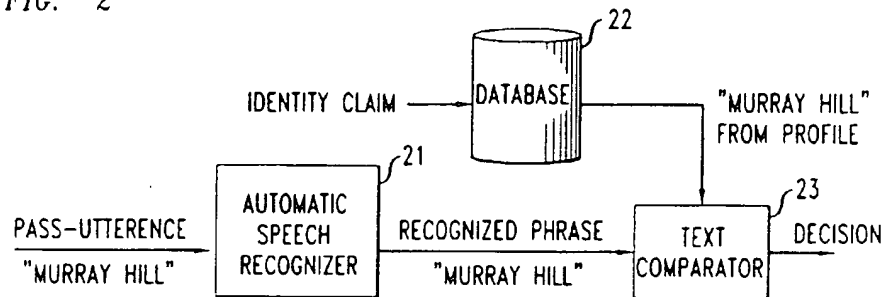 FIG. 2
22
IDENTITY CLAIM
DATABASE
"MURRAY HILL"
FROM PROFILE
21
23
PASS-UTTERENCE
"MURRAY HILL"
AUTOMATIC
SPEECH
RECOGNIZER
RECOGNIZED PHRASE
"MURRAY HILL"
TEXT
COMPARATOR
DECISION